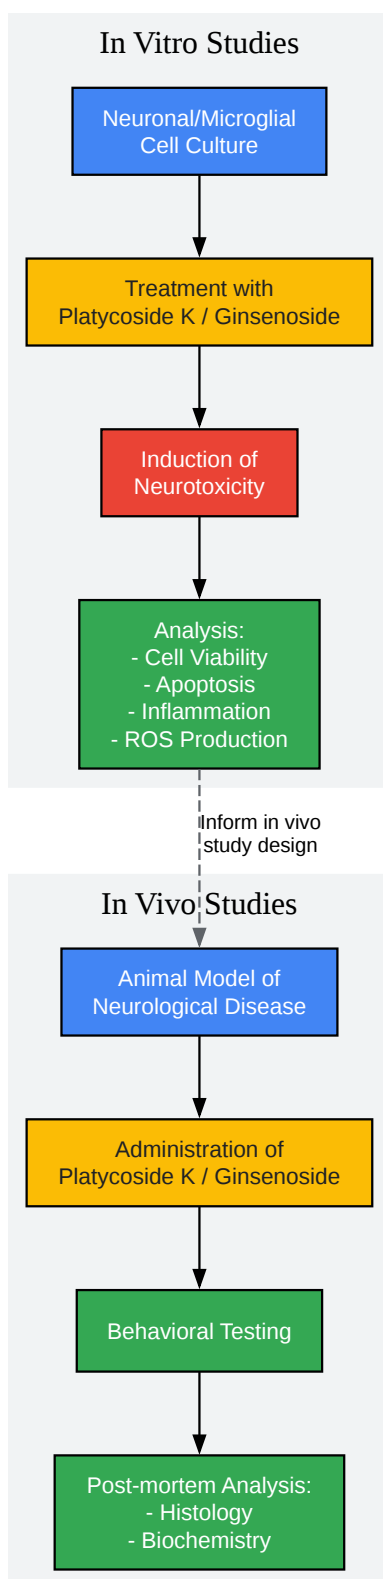 In Vitro Studies
Neuronal/Microglial
Cell Culture
Treatment with
Platycoside K / Ginsenoside
Induction of
Neurotoxicity
Analysis:
- Cell Viability
- Apoptosis
- Inflammation
- ROS Production
Inform in vivo
study design
In Vivo Studies
Animal Model of
Neurological Disease
Administration of
Platycoside K / Ginsenoside
Behavioral Testing
Post-mortem Analysis:
- Histology
- Biochemistry